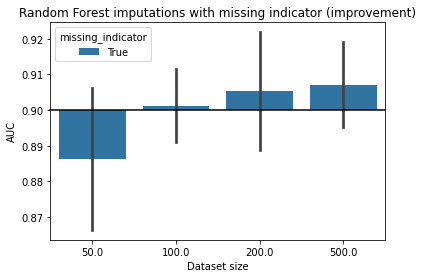 Random Forest imputations with missing indicator (improvement)
missing_indicator
True
0.92
0.91
0.90
0.89
0.88
0.87
AUC
50.0 100.0 200.0 500.0
Dataset size